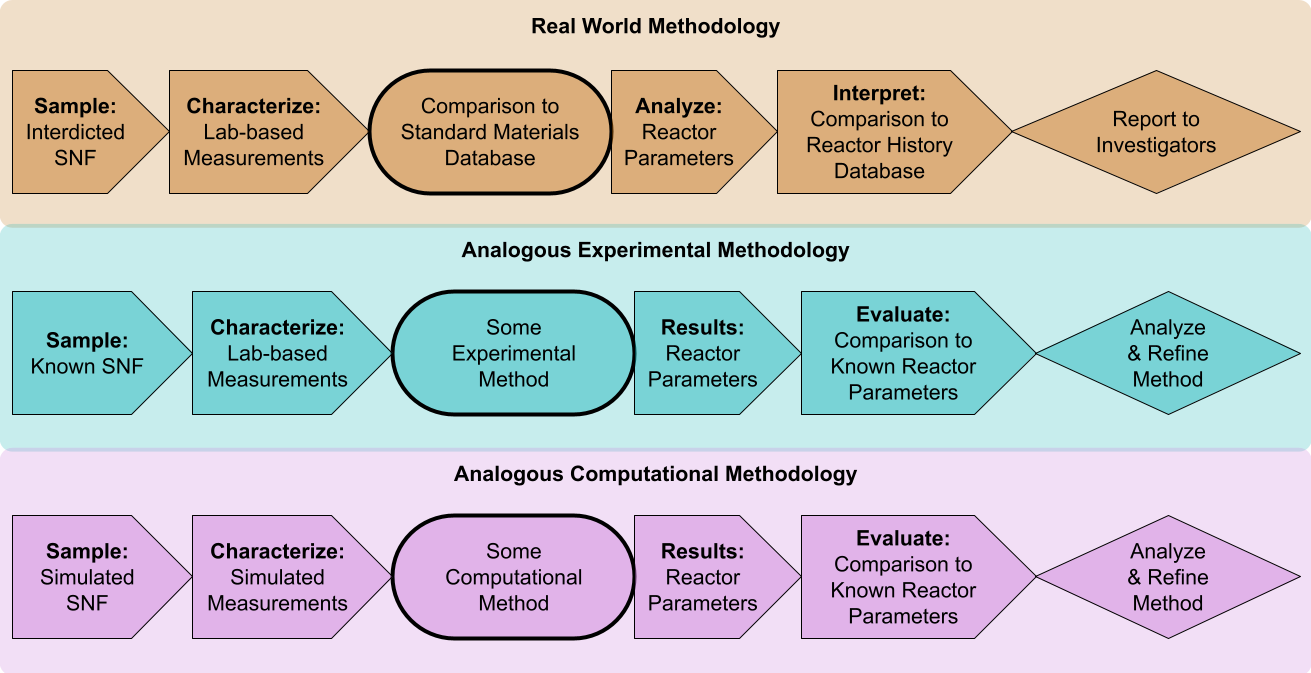 Real World Methodology
Sample:
Interdicted
SNF
Characterize:
Lab-based
Measurements
Comparison to
Standard Materials
Database
Analyze:
Reactor
Parameters
Interpret:
Comparison to
Reactor History
Database
Report to
Investigators
Analogous Experimental Methodology
Sample:
Known SNF
Characterize:
Lab-based
Measurements
Some
Experimental
Method
Results:
Reactor
Parameters
Evaluate:
Comparison to
Known Reactor
Parameters
Analyze
& Refine
Method
Analogous Computational Methodology
Sample:
Simulated
SNF
Characterize:
Simulated
Measurements
Some
Computational
Method
Results:
Reactor
Parameters
Evaluate:
Comparison to
Known Reactor
Parameters
Analyze
& Refine
Method